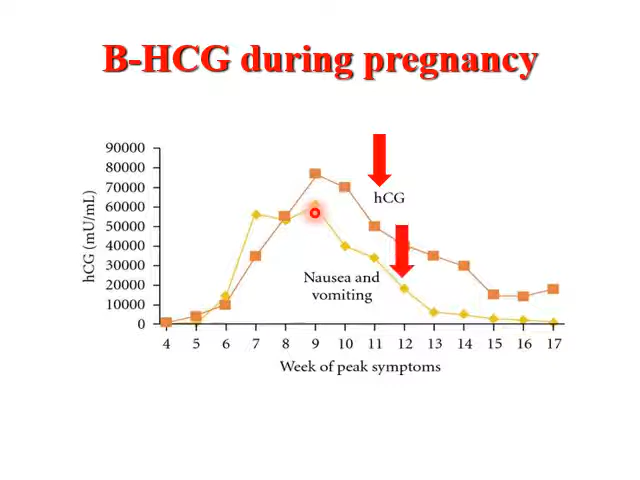 B-HCG during pregnancy
90000
80000
70000
60000
50000
40000
30000
20000
10000
0
hCG (mU/mL)
hCG
Nausea and
vomiting
4 5 6 7 8 9 10 11 12 13 14 15 16 17
Week of peak symptoms